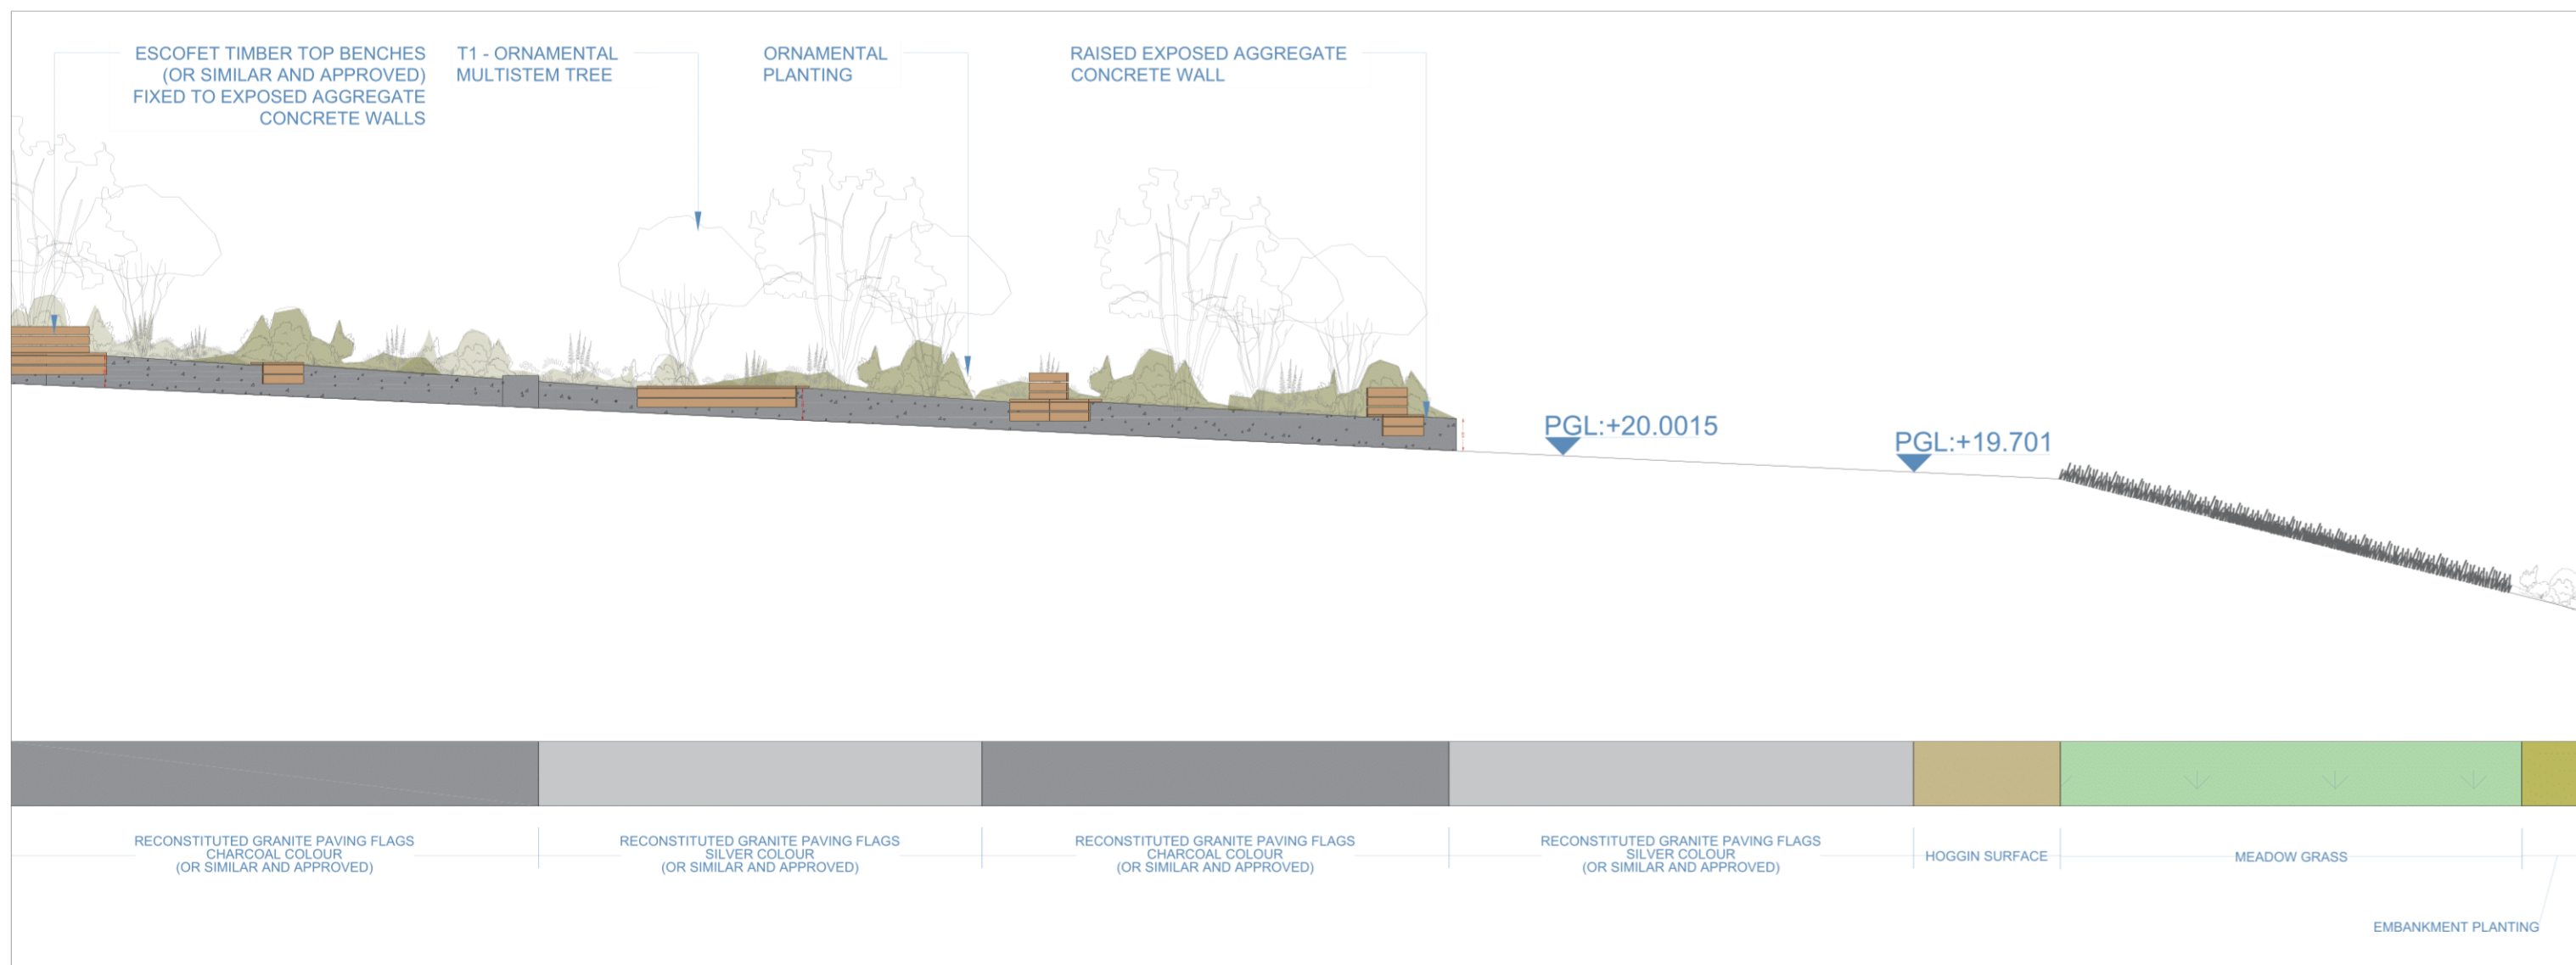 ESCOFET TIMBER TOP BENCHES
(OR SIMILAR AND APPROVED)
FIXED TO EXPOSED AGGREGATE
CONCRETE WALLS
T1 - ORNAMENTAL
MULTISTEM TREE
ORNAMENTAL
PLANTING
RAISED EXPOSED AGGREGATE
CONCRETE WALL
PGL:+20.0015
PGL:+19.701
RECONSTITUTED GRANITE PAVING FLAGS
CHARCOAL COLOUR
(OR SIMILAR AND APPROVED)
RECONSTITUTED GRANITE PAVING FLAGS
SILVER COLOUR
(OR SIMILAR AND APPROVED)
RECONSTITUTED GRANITE PAVING FLAGS
CHARCOAL COLOUR
(OR SIMILAR AND APPROVED)
RECONSTITUTED GRANITE PAVING FLAGS
SILVER COLOUR
(OR SIMILAR AND APPROVED)
HOGGIN SURFACE
MEADOW GRASS
EMBANKMENT PLANTING